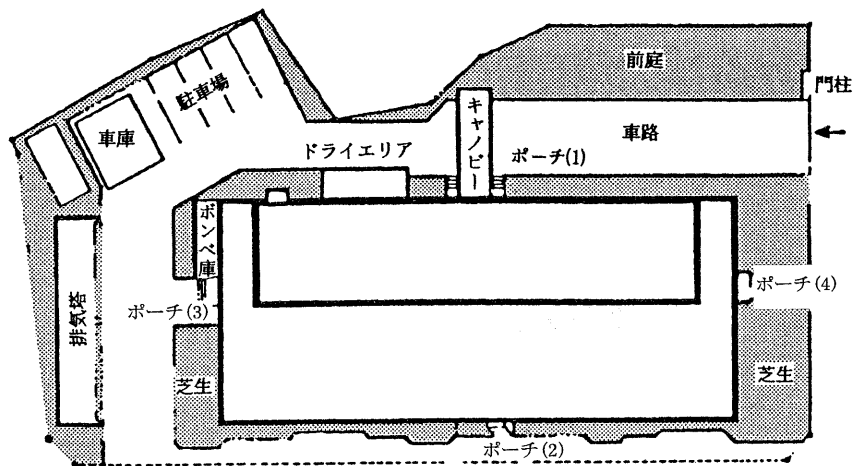 前庭
門柱
駐車場
車庫
キャノピー
車路
ドライエリア
ポーチ(1)
ボンベ庫
ポーチ(4)
ポーチ(3)
排気塔
芝生
芝生
ポーチ(2)